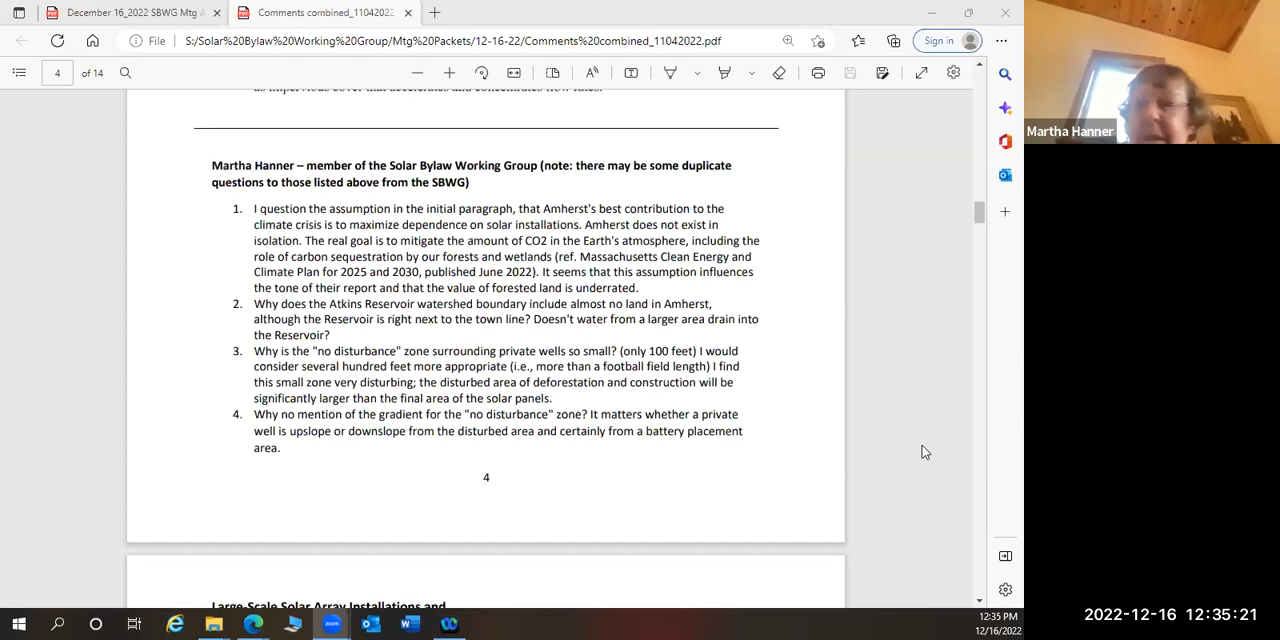 December 16_2022 SBWG Mtg
Comments combined_11042022
File
S:/Solar%20Bylaw%20Working%20Group/Mtg%20Packets/12-16-22/Comments%20combined_11042022.pdf
Sign in
4
of 14
Martha Hanner – member of the Solar Bylaw Working Group (note: there may be some duplicate
questions to those listed above from the SBWG)
1. I question the assumption in the initial paragraph, that Amherst's best contribution to the
climate crisis is to maximize dependence on solar installations. Amherst does not exist in
isolation. The real goal is to mitigate the amount of CO2 in the Earth's atmosphere, including the
role of carbon sequestration by our forests and wetlands (ref. Massachusetts Clean Energy and
Climate Plan for 2025 and 2030, published June 2022). It seems that this assumption influences
the tone of their report and that the value of forested land is underrated.
2. Why does the Atkins Reservoir watershed boundary include almost no land in Amherst,
although the Reservoir is right next to the town line? Doesn't water from a larger area drain into
the Reservoir?
3. Why is the "no disturbance" zone surrounding private wells so small? (only 100 feet) I would
consider several hundred feet more appropriate (i.e., more than a football field length) I find
this small zone very disturbing; the disturbed area of deforestation and construction will be
significantly larger than the final area of the solar panels.
4. Why no mention of the gradient for the "no disturbance" zone? It matters whether a private
well is upslope or downslope from the disturbed area and certainly from a battery placement
area.
4
Large-Scale Solar Array Installations and
Martha Hanner
12:35 PM
12/16/2022
2022-12-16 12:35:21